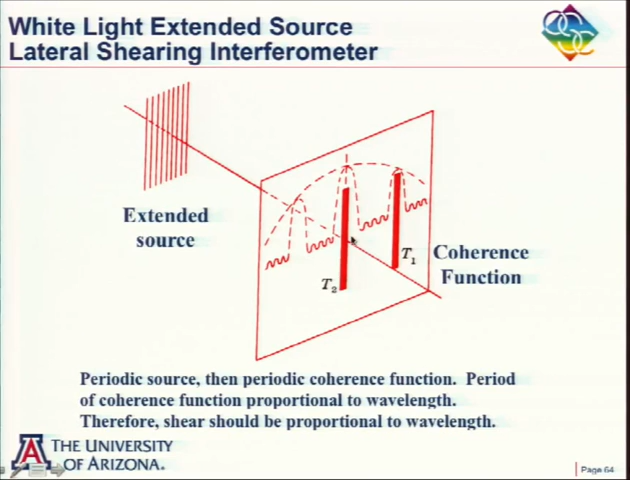 White Light Extended Source
Lateral Shearing Interferometer
Extended
source
T₁
T₂
Coherence
Function
Periodic source, then periodic coherence function. Period
of coherence function proportional to wavelength.
Therefore, shear should be proportional to wavelength.
THE UNIVERSITY
OF ARIZONA.
Page 64